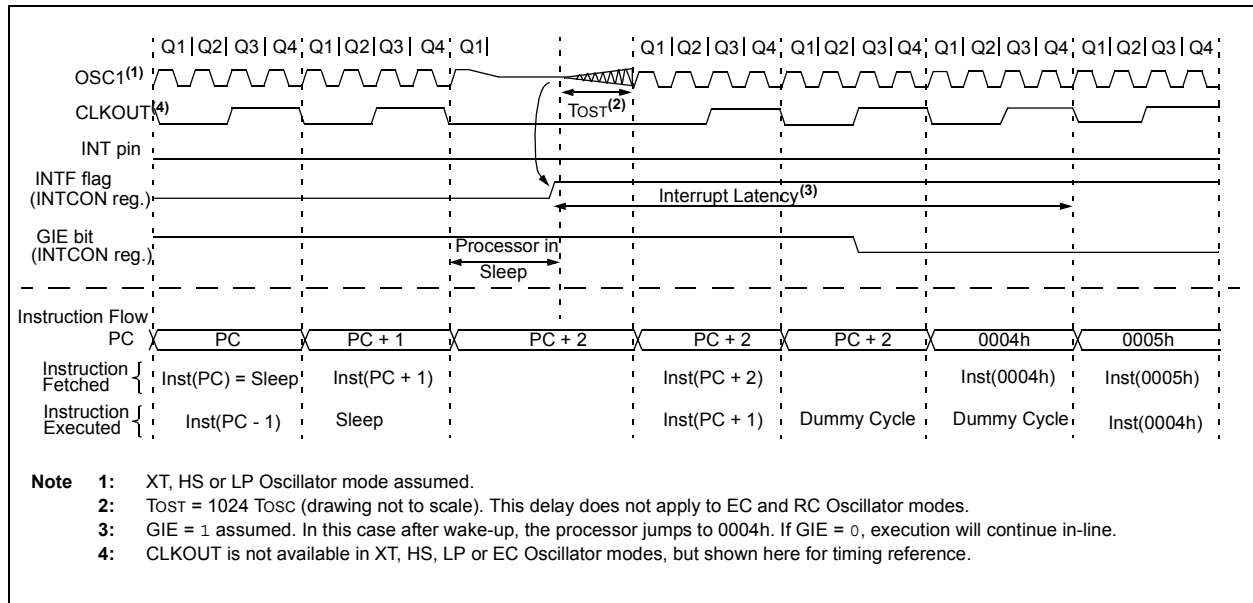 Q1 Q2 Q3 Q4 Q1 Q2 Q3 Q4 Q1 Q1 Q2 Q3 Q4 Q1 Q2 Q3 Q4 Q1 Q2 Q3 Q4 Q1 Q2 Q3 Q4
OSC1(1)
TOST(2)
CLKOUT(4)
INT pin
INTF flag
(INTCON reg.)
Interrupt Latency(3)
GIE bit
(INTCON reg.)
Processor in
Sleep
Instruction Flow
PC PC PC + 1 PC + 2 PC + 2 PC + 2 0004h 0005h
Instruction
Fetched
Inst(PC) = Sleep Inst(PC + 1) Inst(PC + 2) Inst(0004h) Inst(0005h)
Instruction
Executed
Inst(PC - 1) Sleep Inst(PC + 1) Dummy Cycle Dummy Cycle Inst(0004h)
Note 1: XT, HS or LP Oscillator mode assumed.
2: TOST = 1024 TOSC (drawing not to scale). This delay does not apply to EC and RC Oscillator modes.
3: GIE = 1 assumed. In this case after wake-up, the processor jumps to 0004h. If GIE = 0, execution will continue in-line.
4: CLKOUT is not available in XT, HS, LP or EC Oscillator modes, but shown here for timing reference.